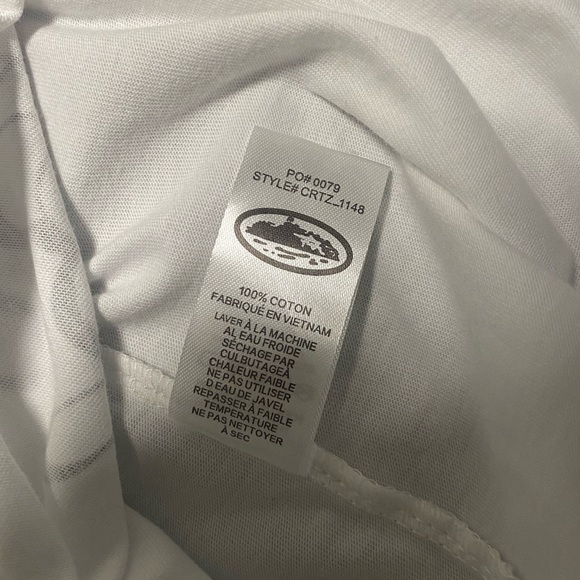 PO# 0079
STYLE# CRTZ_1148
100% COTON
FABRIQUÉ EN VIETNAM
LAVER À LA MACHINE
AL EAU FROIDE
SÉCHAGE PAR
CULBUTAGEÀ
CHALEUR FAIBLE
NE PAS UTILISER
D EAU DE JAVEL
REPASSER À FAIBLE
TEMPERATURE
NE PAS NETTOYER
À SEC